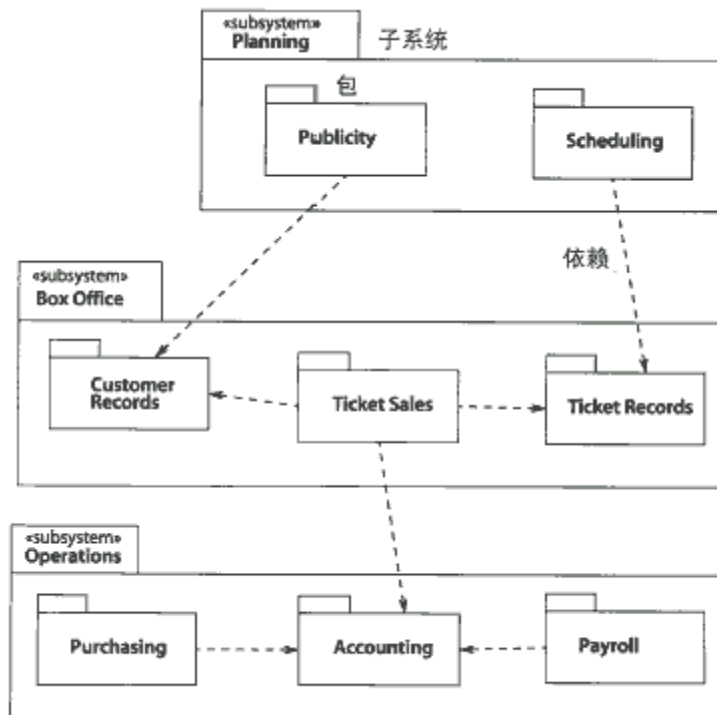 «subsystem»
Planning
子系统
包
Publicity
Scheduling
依赖
«subsystem»
Box Office
Customer
Records
Ticket Sales
Ticket Records
«subsystem»
Operations
Purchasing
Accounting
Payroll